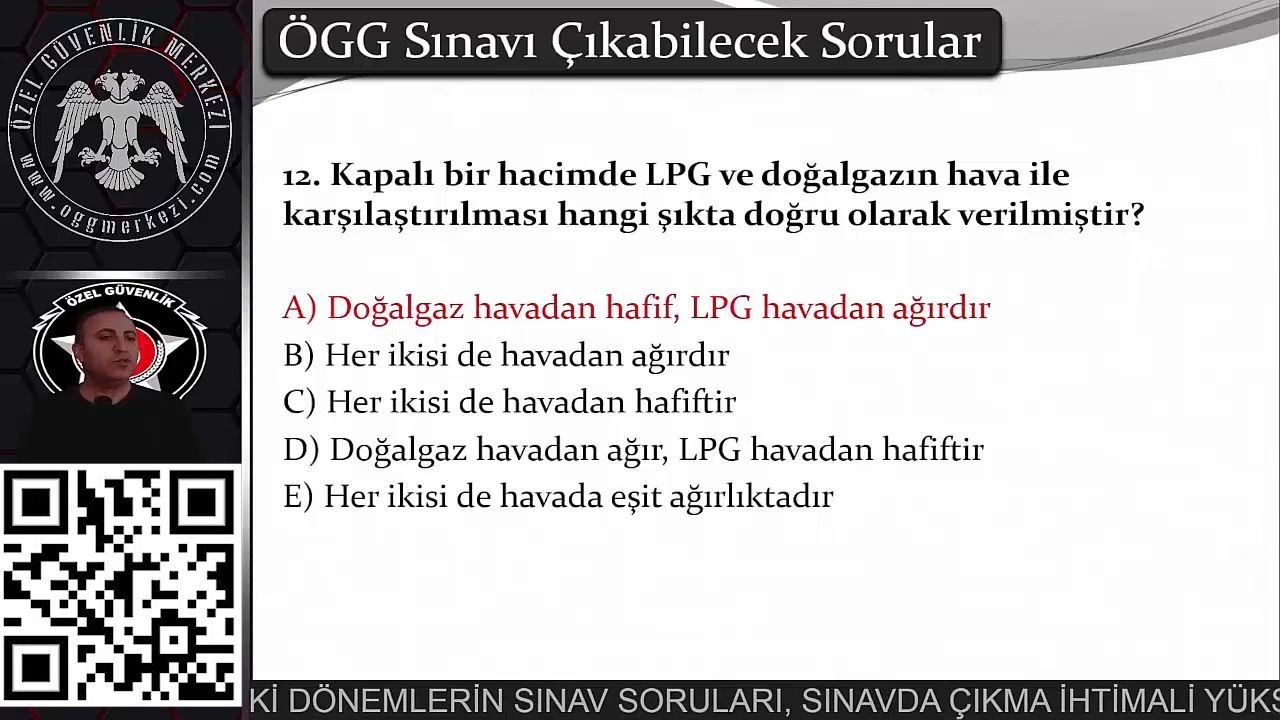 ÖZEL GÜVENLİK MERKEZİ
www.oggmerkezi.com
ÖZEL GÜVENLİK
ÖGG Sınavı Çıkabilecek Sorular
12. Kapalı bir hacimde LPG ve doğalgazın hava ile
karşılaştırılması hangi şıkta doğru olarak verilmiştir?
A) Doğalgaz havadan hafif, LPG havadan ağırdır
B) Her ikisi de havadan ağırdır
C) Her ikisi de havadan hafiftir
D) Doğalgaz havadan ağır, LPG havadan hafiftir
E) Her ikisi de havada eşit ağırlıktadır
Kİ DÖNEMLERİN SINAV SORULARI, SINAVDA ÇIKMA İHTİMALİ YÜKS